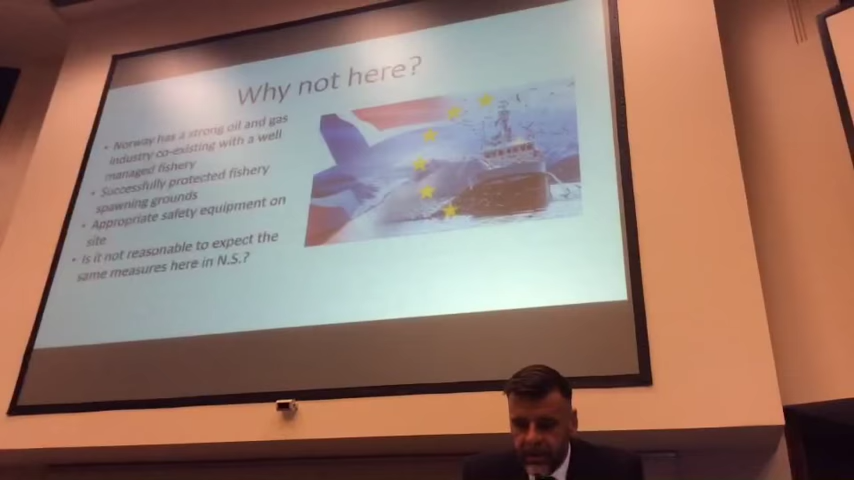 Why not here?
• Norway has a strong oil and gas
industry co-existing with a well
managed fishery
• Successfully protected fishery
spawning grounds
• Appropriate safety equipment on
site
• Is it not reasonable to expect the
same measures here in N.S.?